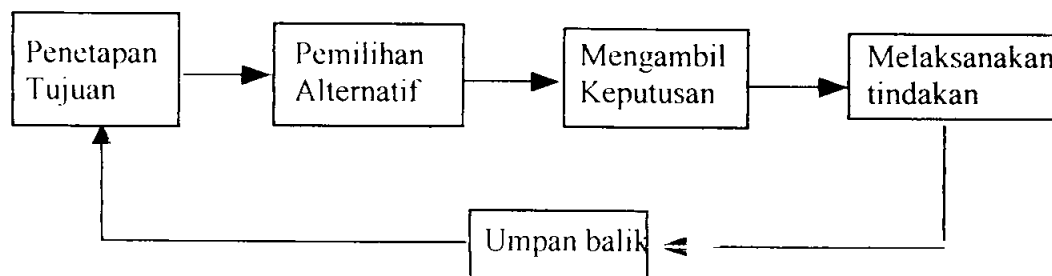 Penetapan
Tujuan
Pemilihan
Alternatif
Mengambil
Keputusan
Melaksanakan
tindakan
Umpan balik